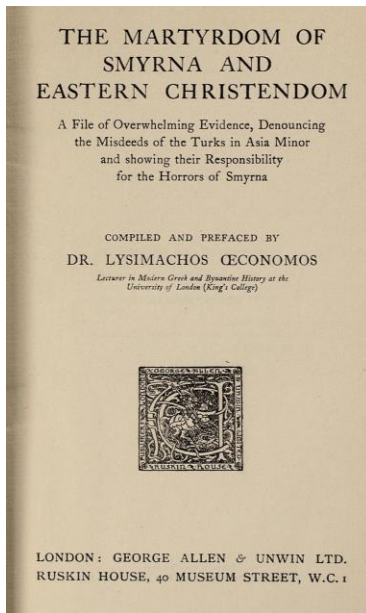 THE MARTYRDOM OF
SMYRNA AND
EASTERN CHRISTENDOM
A File of Overwhelming Evidence, Denouncing
the Misdeeds of the Turks in Asia Minor
and showing their Responsibility
for the Horrors of Smyrna
COMPILED AND PREFACED BY
DR. LYSIMACHOS ŒCONOMOS
Lecturer in Modern Greek and Byzantine History at the
University of London (King's College)
GEORGE ALLEN
RUSKIN HOUSE
LONDON: GEORGE ALLEN & UNWIN LTD.
RUSKIN HOUSE, 40 MUSEUM STREET, W.C. 1